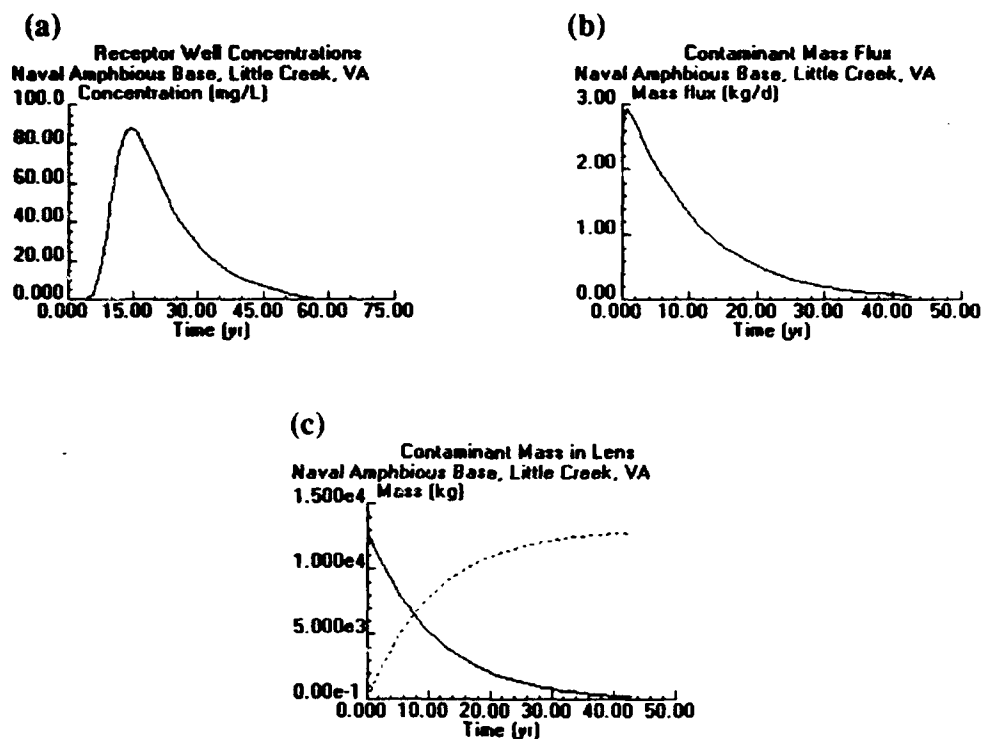 (a)
Receptor Well Concentrations
Naval Amphbious Base, Little Creek, VA
Concentration (mg/L)
100.0
80.00
60.00
40.00
20.00
0.000
0.000 15.00 30.00 45.00 60.00 75.00
Time (yr)
(b)
Contaminant Mass Flux
Naval Amphbious Base, Little Creek, VA
Mass flux (kg/d)
3.00
2.00
1.00
0.00
0.000 10.00 20.00 30.00 40.00 50.00
Time (yr)
(c)
Contaminant Mass in Lens
Naval Amphbious Base, Little Creek, VA
Mass (kg)
1.500e4
1.000e4
5.000e3
0.00e-1
0.000 10.00 20.00 30.00 40.00 50.00
Time (yr)